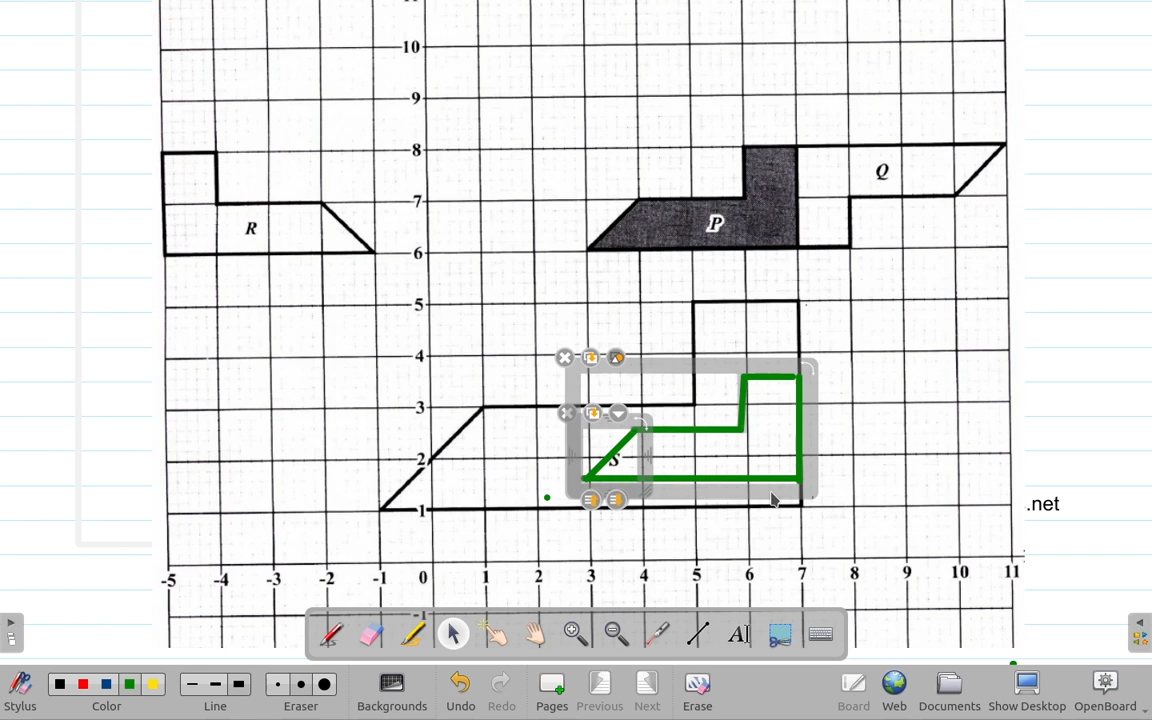 11
10
9
8
Q
7
P
R
6
5
4
3
2
S
1
.net
-5 -4 -3 -2 -1 0 1 2 3 4 5 6 7 8 9 10 11
-1
Stylus Color Line Eraser Backgrounds Undo Redo Pages Previous Next Erase Board Web Documents Show Desktop OpenBoard